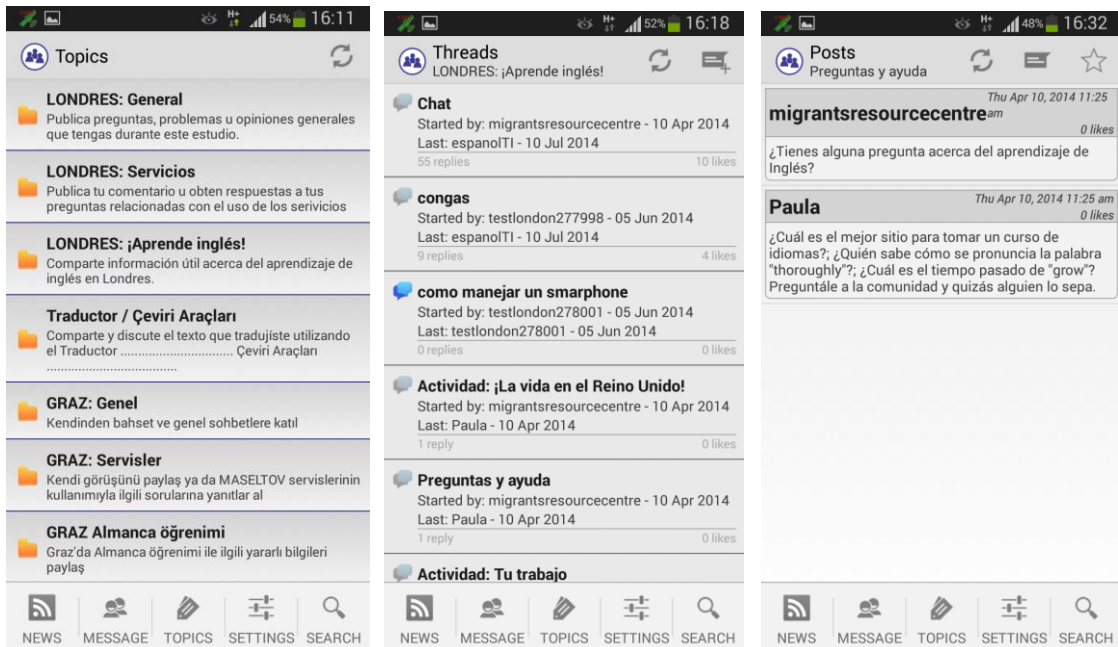 54% 16:11
Topics
LONDRES: General
Publica preguntas, problemas u opiniones generales
que tengas durante este estudio.
LONDRES: Servicios
Publica tu comentario u obten respuestas a tus
preguntas relacionadas con el uso de los serivicios
LONDRES: ¡Aprende inglés!
Comparte información útil acerca del aprendizaje de
inglés en Londres.
Traductor / Çeviri Araçları
Comparte y discute el texto que tradujíste utilizando
el Traductor ................................ Çeviri Araçları
.....................................
GRAZ: Genel
Kendinden bahset ve genel sohbetlere katıl
GRAZ: Servisler
Kendi görüşünü paylaş ya da MASELTOV servislerinin
kullanımıyla ilgili sorularına yanıtlar al
GRAZ Almanca öğrenimi
Graz'da Almanca öğrenimi ile ilgili yararlı bilgileri
paylaş
NEWS MESSAGE TOPICS SETTINGS SEARCH
52% 16:18
Threads
LONDRES: ¡Aprende inglés!
Chat
Started by: migrantsresourcecentre - 10 Apr 2014
Last: espanolTI - 10 Jul 2014
55 replies 10 likes
congas
Started by: testlondon277998 - 05 Jun 2014
Last: espanolTI - 10 Jul 2014
9 replies 4 likes
como manejar un smarphone
Started by: testlondon278001 - 05 Jun 2014
Last: testlondon278001 - 05 Jun 2014
0 replies 0 likes
Actividad: ¡La vida en el Reino Unido!
Started by: migrantsresourcecentre - 10 Apr 2014
Last: Paula - 10 Apr 2014
1 reply 0 likes
Preguntas y ayuda
Started by: migrantsresourcecentre - 10 Apr 2014
Last: Paula - 10 Apr 2014
1 reply 0 likes
Actividad: Tu trabajo
NEWS MESSAGE TOPICS SETTINGS SEARCH
48% 16:32
Posts
Preguntas y ayuda
Thu Apr 10, 2014 11:25
migrantsresourcecentre am
0 likes
¿Tienes alguna pregunta acerca del aprendizaje de
Inglés?
Paula Thu Apr 10, 2014 11:25 am
0 likes
¿Cuál es el mejor sitio para tomar un curso de
idiomas?; ¿Quién sabe cómo se pronuncia la palabra
"thoroughly"?; ¿Cuál es el tiempo pasado de "grow"?
Preguntále a la comunidad y quizás alguien lo sepa.
NEWS MESSAGE TOPICS SETTINGS SEARCH